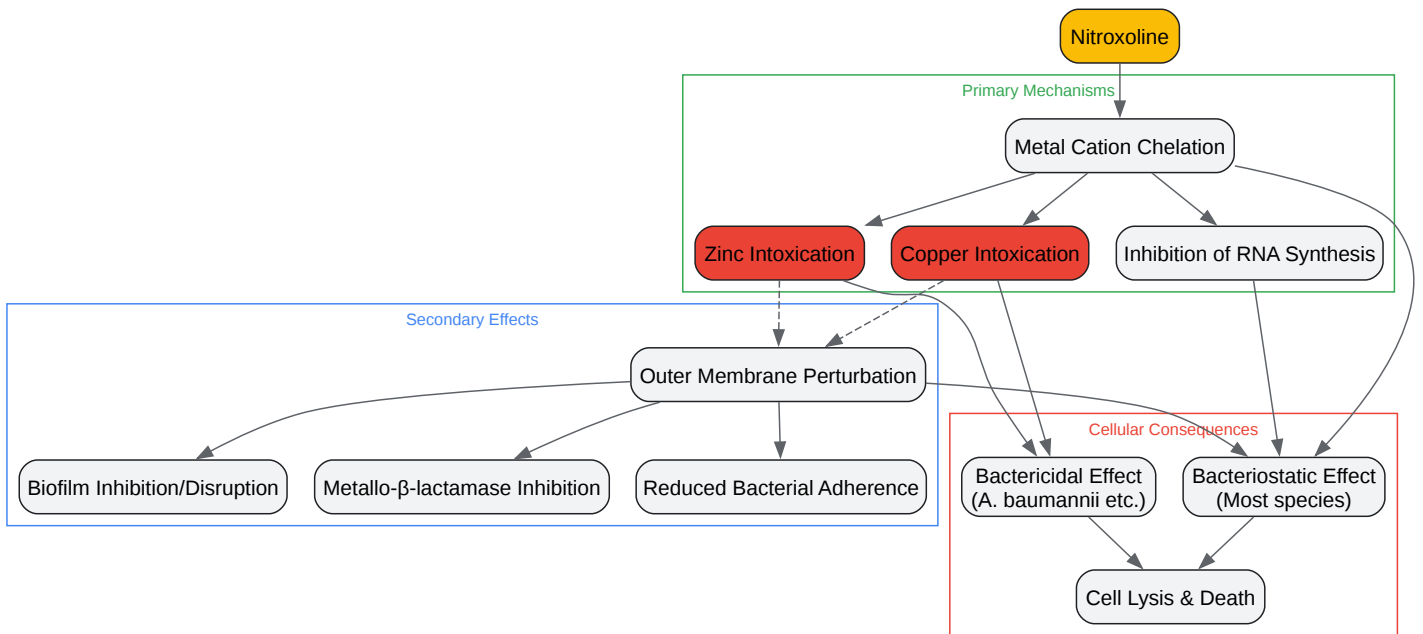 Nitroxoline
Primary Mechanisms
Metal Cation Chelation
Zinc Intoxication
Copper Intoxication
Inhibition of RNA Synthesis
Secondary Effects
Outer Membrane Perturbation
Cellular Consequences
Biofilm Inhibition/Disruption
Metallo-β-lactamase Inhibition
Reduced Bacterial Adherence
Bactericidal Effect
(A. baumannii etc.)
Bacteriostatic Effect
(Most species)
Cell Lysis & Death